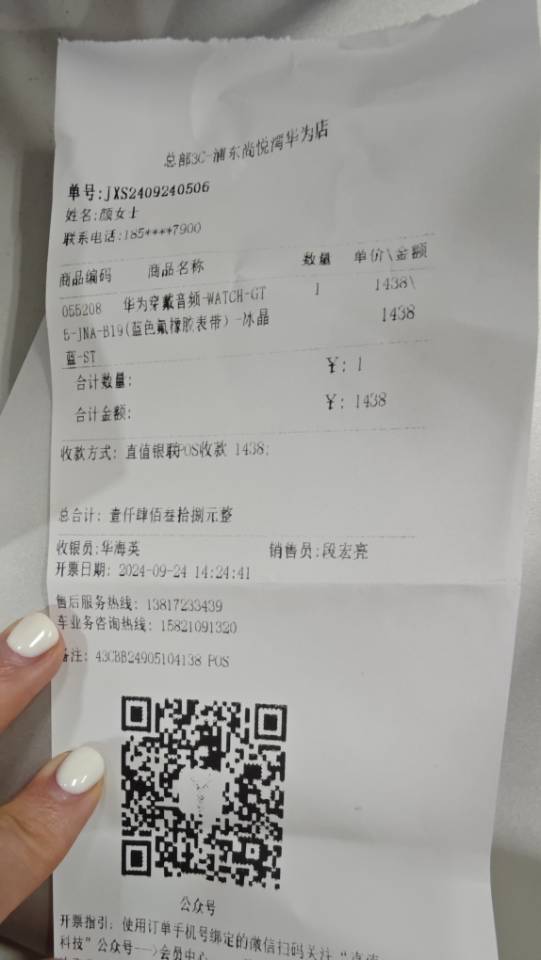 总部3C-浦东尚悦湾华为店
单号:JXS2409240506
姓名:颜女士
联系电话:185****7900
商品编码 商品名称 数量 单价\金额
055208 华为穿戴音频-WATCH-GT 1 1438\
5-JNA-B19(蓝色氟橡胶表带)-冰晶 1438
蓝-ST
合计数量: ¥: 1
合计金额: ¥: 1438
收款方式: 直值银联POS收款 1438;
总合计: 壹仟肆佰叁拾捌元整
收银员:华海英 销售员:段宏亮
开票日期: 2024-09-24 14:24:41
售后服务热线: 13817233439
车业务咨询热线: 15821091320
备注: 43CBB24905104138 POS
公众号
开票指引: 使用订单手机号绑定的微信扫码关注"
科技"公众号--->会员中心